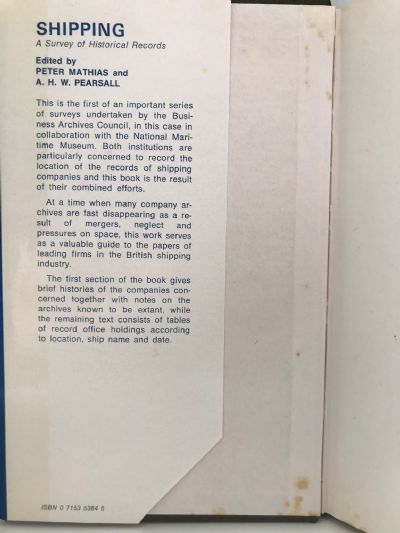 SHIPPING
A Survey of Historical Records
Edited by
PETER MATHIAS and
A. H. W. PEARSALL
This is the first of an important series
of surveys undertaken by the Busi-
ness Archives Council, in this case in
collaboration with the National Mari-
time Museum. Both institutions are
particularly concerned to record the
location of the records of shipping
companies and this book is the result
of their combined efforts.
At a time when many company ar-
chives are fast disappearing as a re-
sult of mergers, neglect and
pressures on space, this work serves
as a valuable guide to the papers of
leading firms in the British shipping
industry.
The first section of the book gives
brief histories of the companies con-
cerned together with notes on the
archives known to be extant, while
the remaining text consists of tables
of record office holdings according
to location, ship name and date.
ISBN 0 7153 5384 5